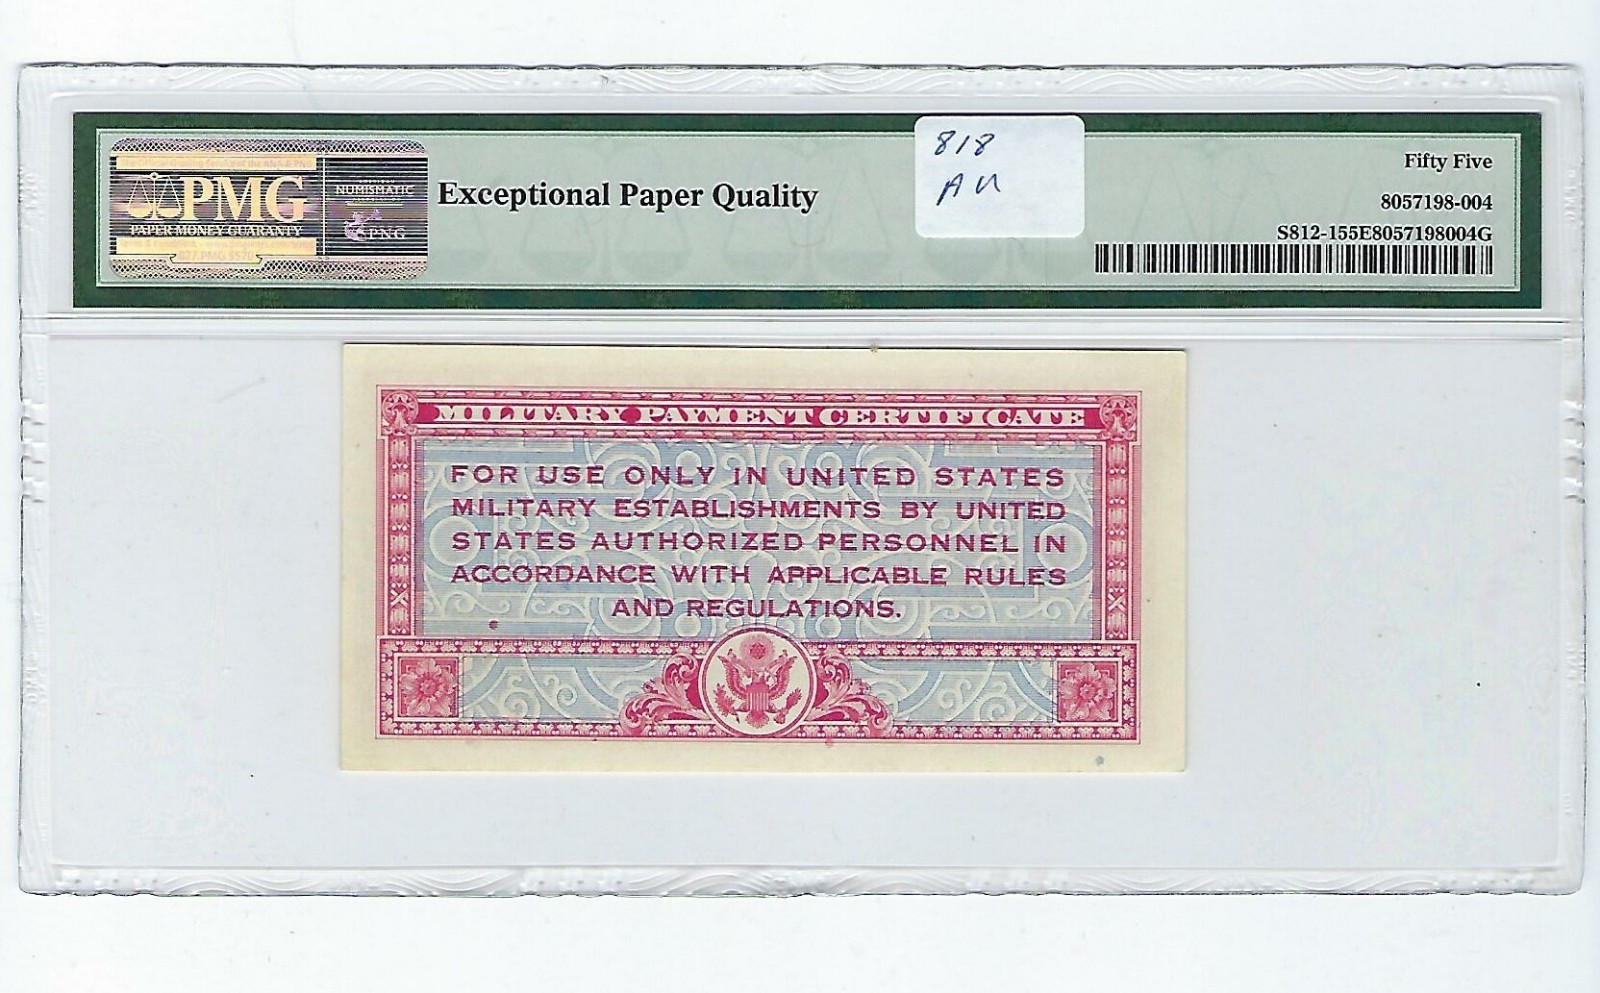 PMG
PAPER MONEY GUARANTY
NUMISMATIC
PNG
Exceptional Paper Quality
818
AU
Fifty Five
8057198-004
S812-155E8057198004G
MILITARY PAYMENT CERTIFICATE
FOR USE ONLY IN UNITED STATES
MILITARY ESTABLISHMENTS BY UNITED
STATES AUTHORIZED PERSONNEL IN
ACCORDANCE WITH APPLICABLE RULES
AND REGULATIONS.